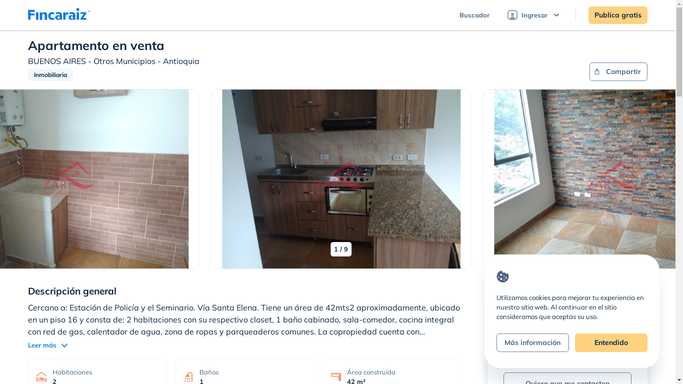 Fincaraiz
Buscador
Ingresar
Publica gratis
Apartamento en venta
BUENOS AIRES - Otros Municipios - Antioquia
Inmobiliaria
Compartir
1 / 9
Descripción general
Cercano a: Estación de Policía y el Seminario. Vía Santa Elena. Tiene un área de 42mts2 aproximadamente, ubicado
en un piso 16 y consta de: 2 habitaciones con su respectivo closet, 1 baño cabinado, sala-comedor, cocina integral
con red de gas, calentador de agua, zona de ropas y parqueaderos comunes. La copropiedad cuenta con...
Leer más
Habitaciones
2
Baños
1
Área construida
42 m²
Utilizamos cookies para mejorar tu experiencia en
nuestro sitio web. Al continuar en el sitio
consideramos que aceptas su uso.
Más información
Entendido
Quiero que me contacten